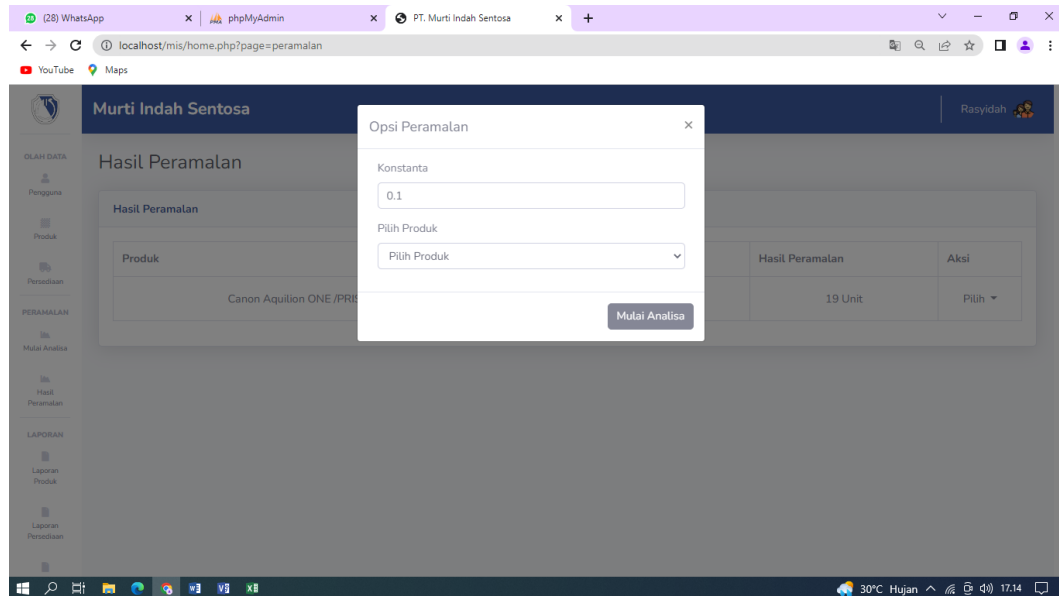 (28) WhatsApp
phpMyAdmin
PT. Murti Indah Sentosa
localhost/mis/home.php?page=peramalan
YouTube
Maps
Murti Indah Sentosa
Rasyidah
OLAH DATA
Pengguna
Produk
Persediaan
PERAMALAN
Mulai Analisa
Hasil
Peramalan
LAPORAN
Laporan
Produk
Laporan
Persediaan
Hasil Peramalan
Hasil Peramalan
Produk
Hasil Peramalan
Aksi
Canon Aquilion ONE /PRIS
19 Unit
Pilih
Opsi Peramalan
Konstanta
0.1
Pilih Produk
Pilih Produk
Mulai Analisa
30°C Hujan
17.14